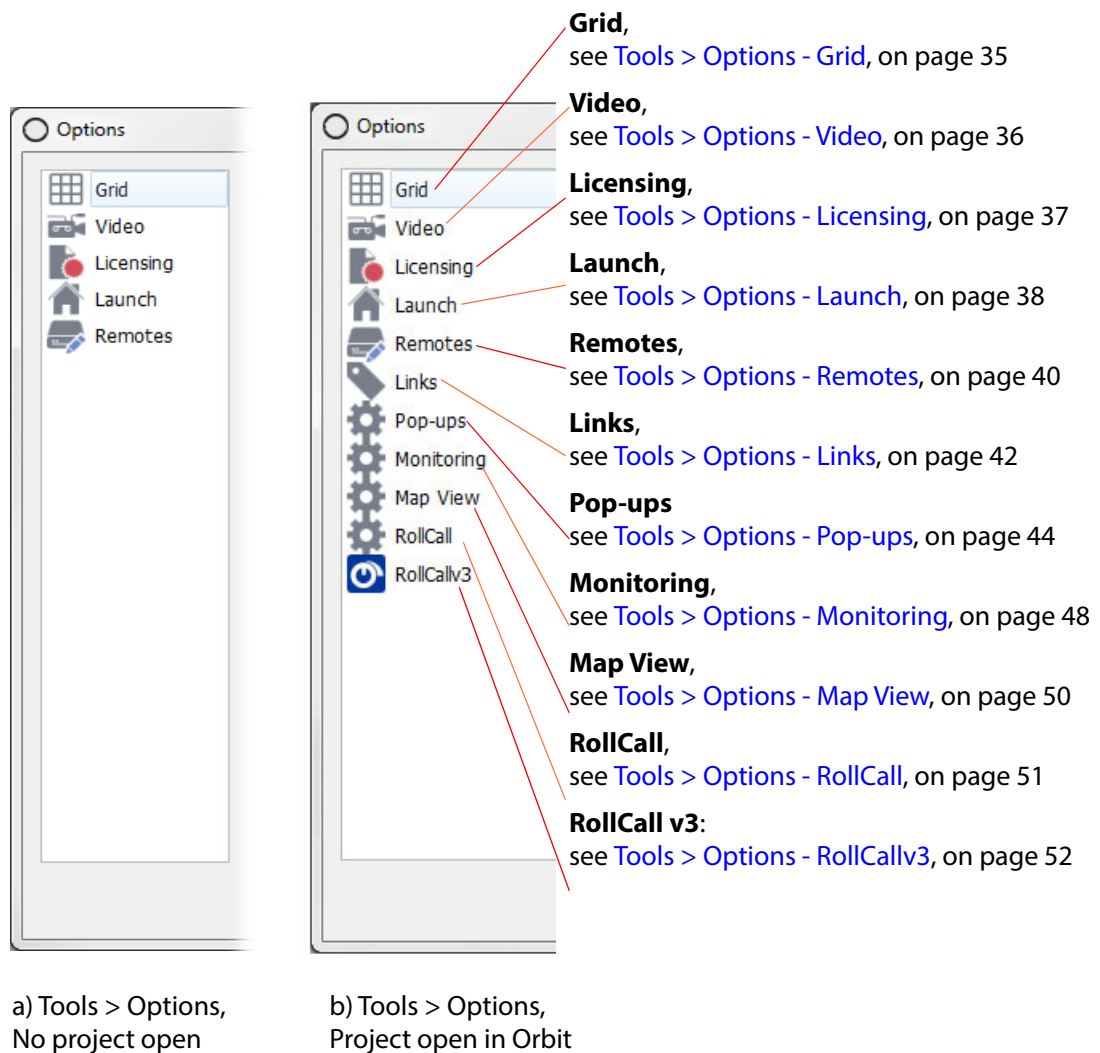 Options
Grid
Video
Licensing
Launch
Remotes
a) Tools > Options,
No project open
Options
Grid
Video
Licensing
Launch
Remotes
Links
Pop-ups
Monitoring
Map View
RollCall
RollCallv3
b) Tools > Options,
Project open in Orbit
Grid,
see Tools > Options - Grid, on page 35
Video,
see Tools > Options - Video, on page 36
Licensing,
see Tools > Options - Licensing, on page 37
Launch,
see Tools > Options - Launch, on page 38
Remotes,
see Tools > Options - Remotes, on page 40
Links,
see Tools > Options - Links, on page 42
Pop-ups
see Tools > Options - Pop-ups, on page 44
Monitoring,
see Tools > Options - Monitoring, on page 48
Map View,
see Tools > Options - Map View, on page 50
RollCall,
see Tools > Options - RollCall, on page 51
RollCall v3:
see Tools > Options - RollCallv3, on page 52